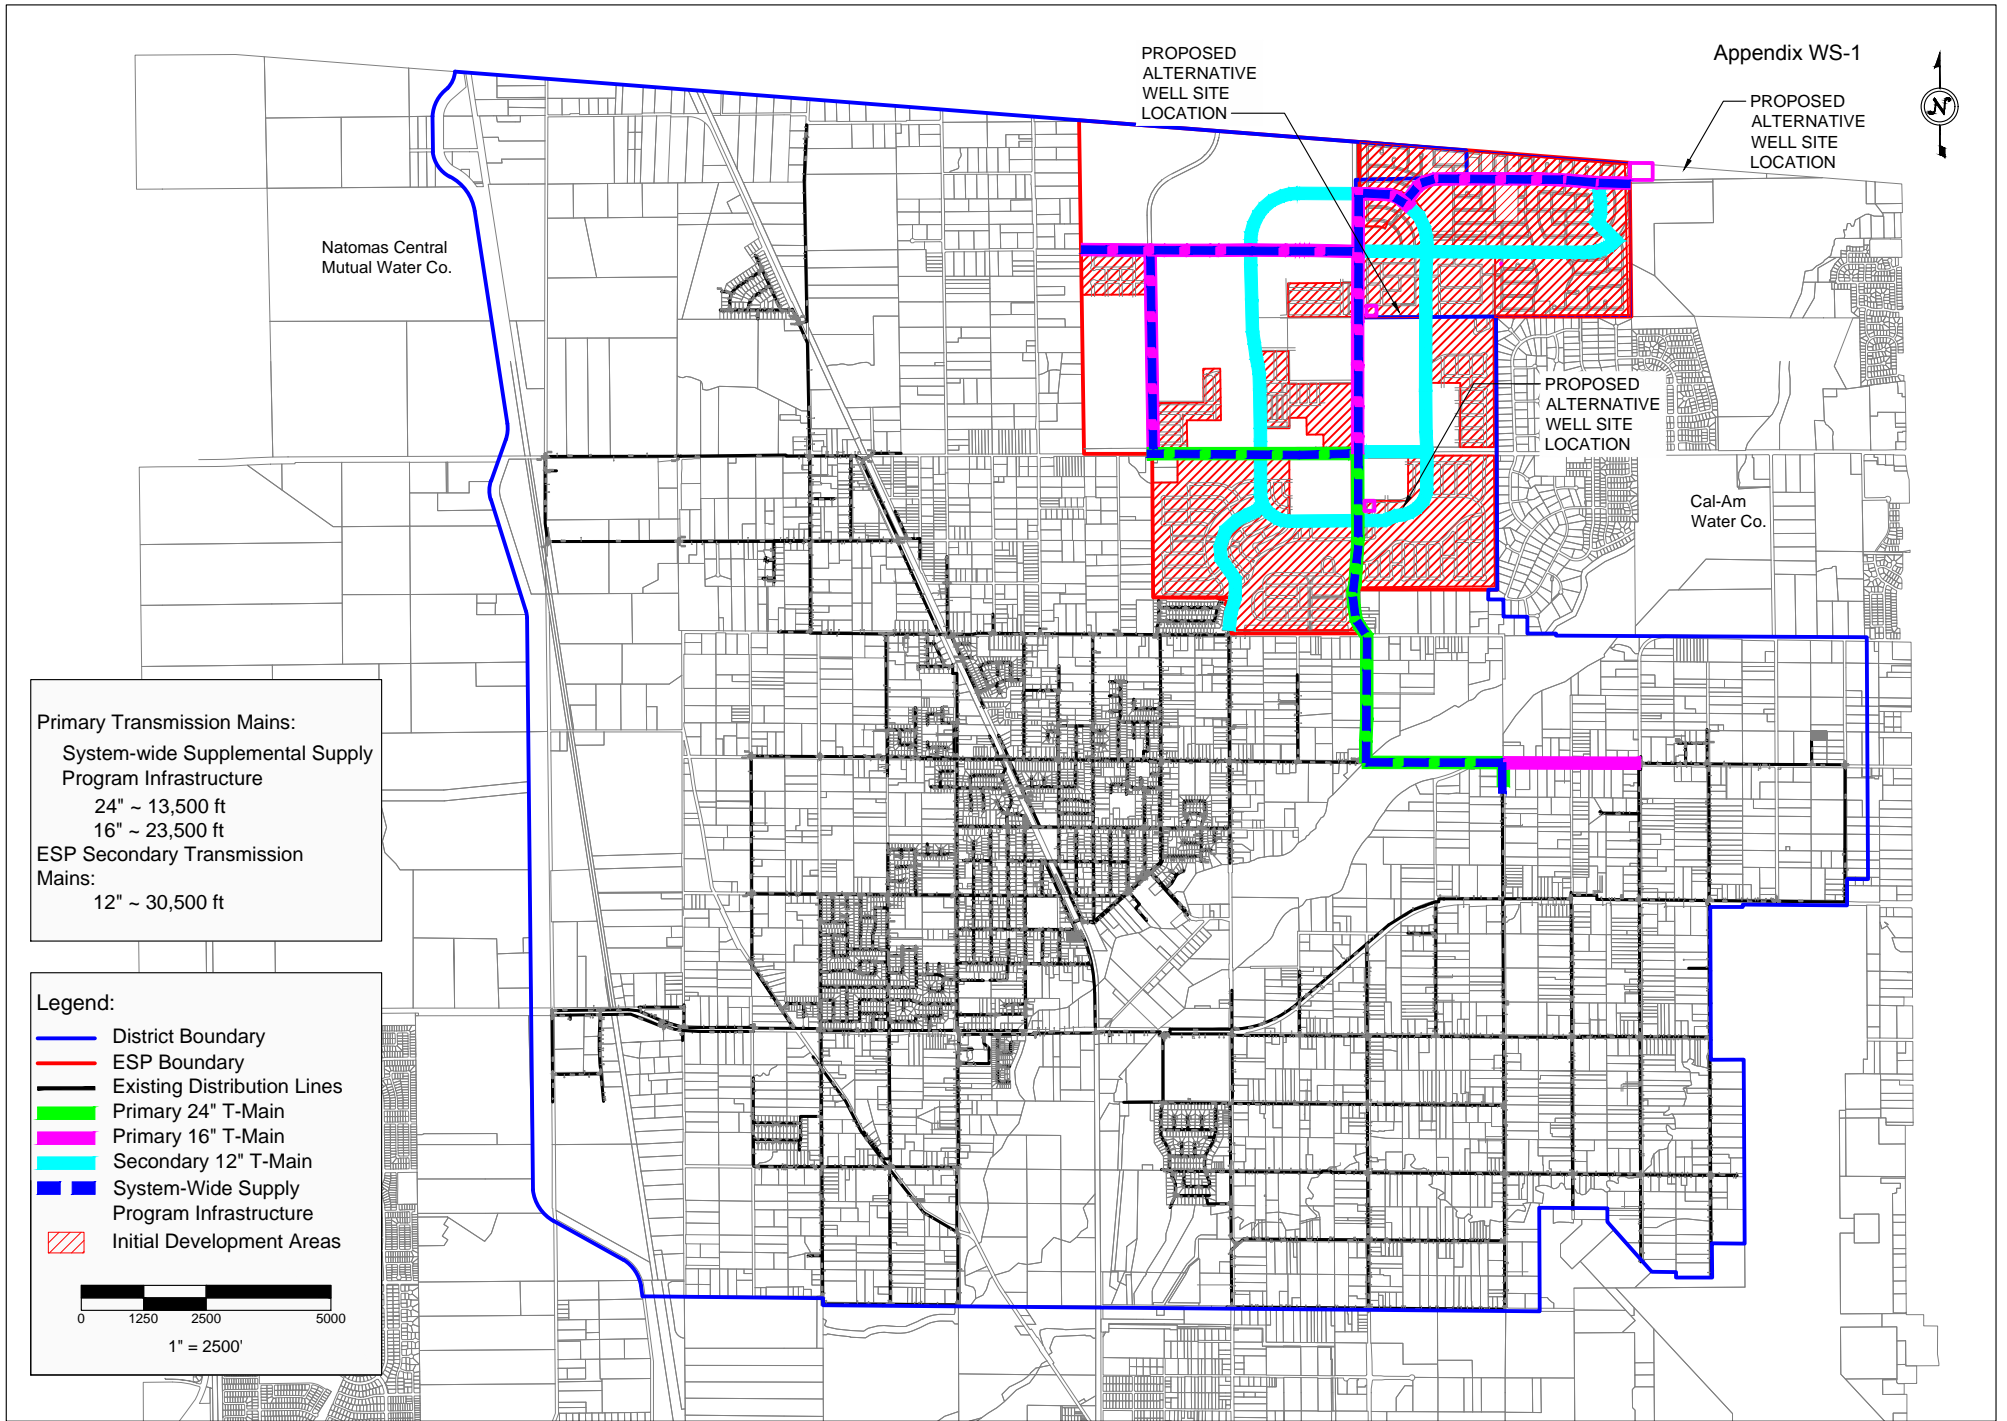 Appendix WS-1
PROPOSED
ALTERNATIVE
WELL SITE
LOCATION
PROPOSED
ALTERNATIVE
WELL SITE
LOCATION
N
Natomas Central
Mutual Water Co.
PROPOSED
ALTERNATIVE
WELL SITE
LOCATION
Cal-Am
Water Co.
Primary Transmission Mains:
System-wide Supplemental Supply
Program Infrastructure
24" ~ 13,500 ft
16" ~ 23,500 ft
ESP Secondary Transmission
Mains:
12" ~ 30,500 ft
Legend:
District Boundary
ESP Boundary
Existing Distribution Lines
Primary 24" T-Main
Primary 16" T-Main
Secondary 12" T-Main
System-Wide Supply
Program Infrastructure
Initial Development Areas
0 1250 2500 5000
1" = 2500'